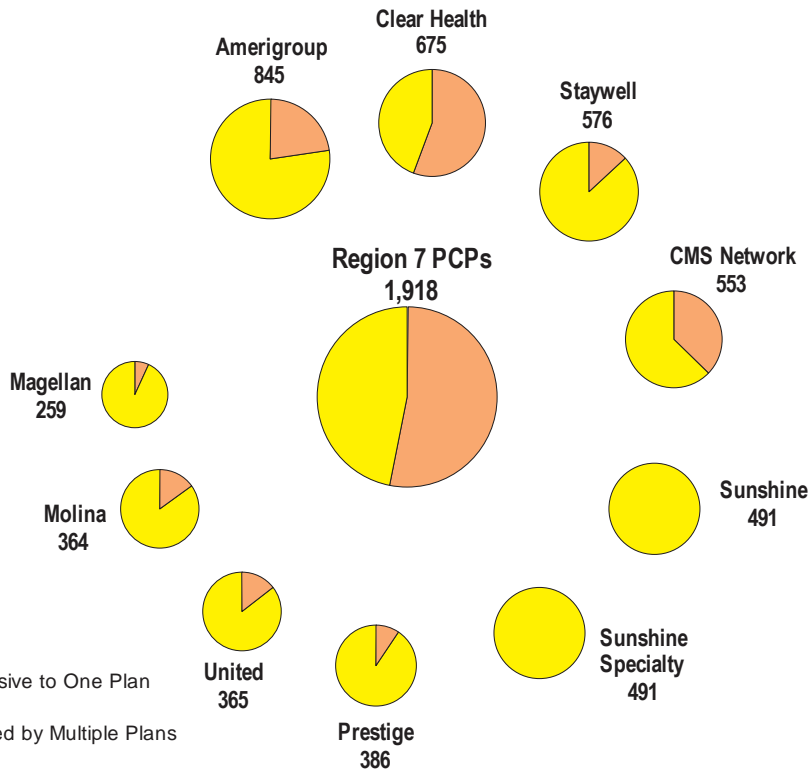 Clear Health
675
Amerigroup
845
Staywell
576
CMS Network
553
Region 7 PCPs
1,918
Magellan
259
Sunshine
491
Molina
364
Sunshine
Specialty
491
United
365
Prestige
386
sive to One Plan
ed by Multiple Plans